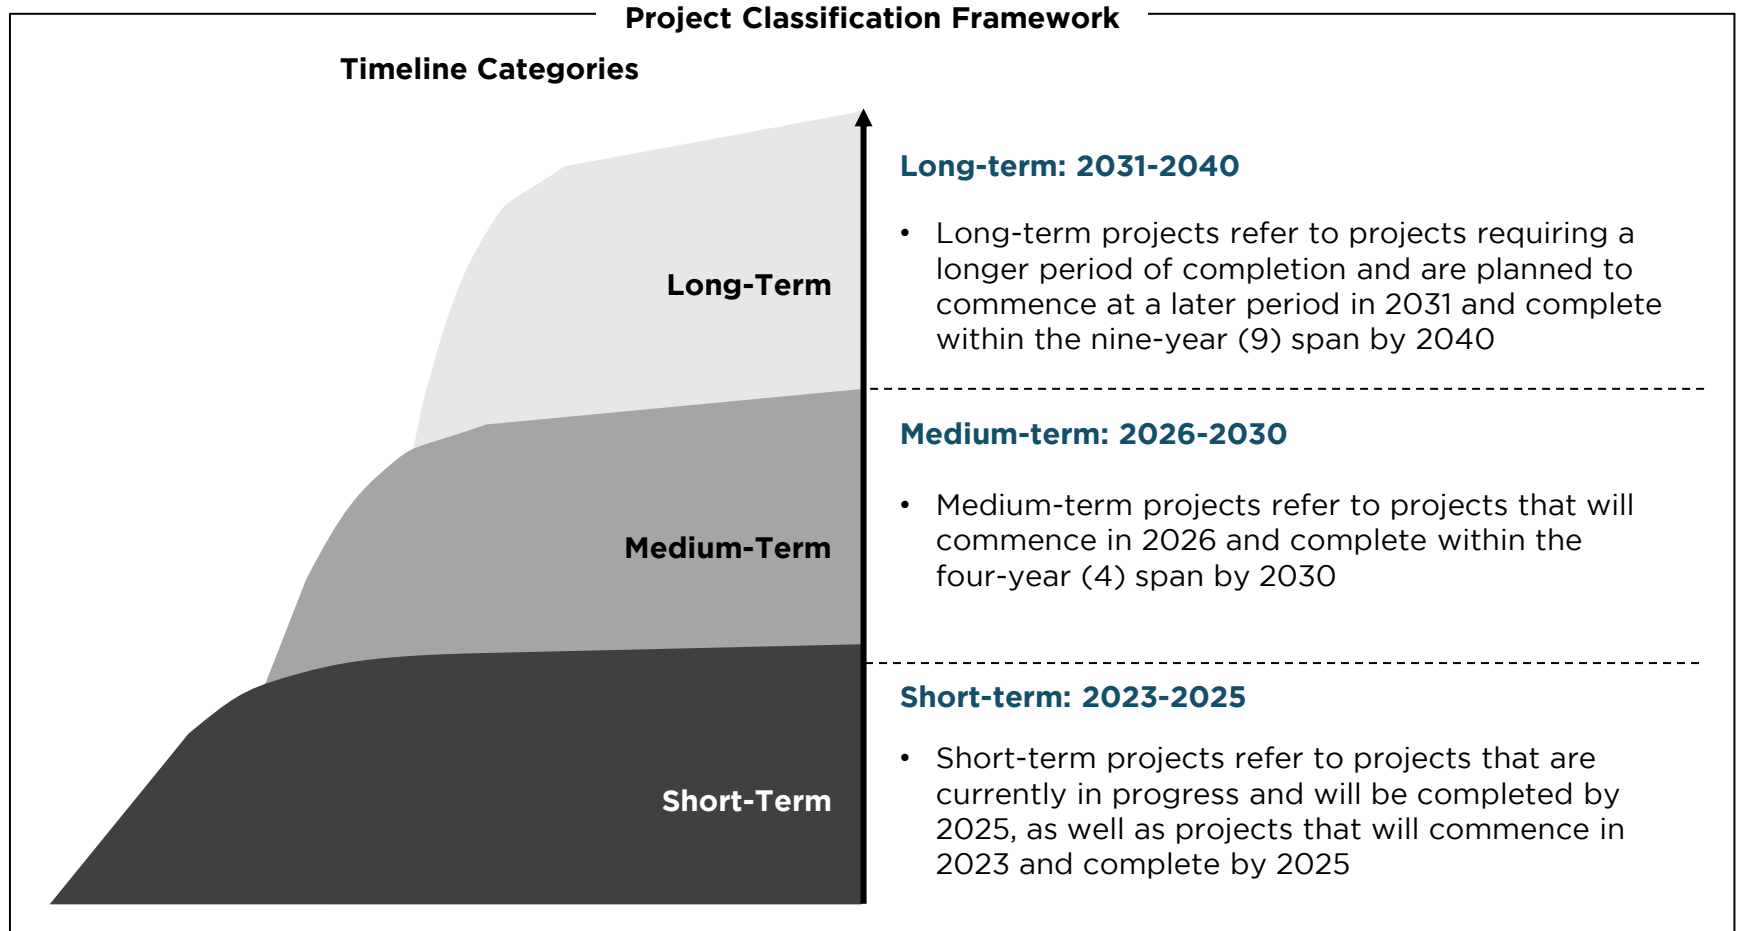 Project Classification Framework
Timeline Categories
Long-Term
Medium-Term
Short-Term
Long-term: 2031-2040
• Long-term projects refer to projects requiring a
longer period of completion and are planned to
commence at a later period in 2031 and complete
within the nine-year (9) span by 2040
Medium-term: 2026-2030
• Medium-term projects refer to projects that will
commence in 2026 and complete within the
four-year (4) span by 2030
Short-term: 2023-2025
• Short-term projects refer to projects that are
currently in progress and will be completed by
2025, as well as projects that will commence in
2023 and complete by 2025